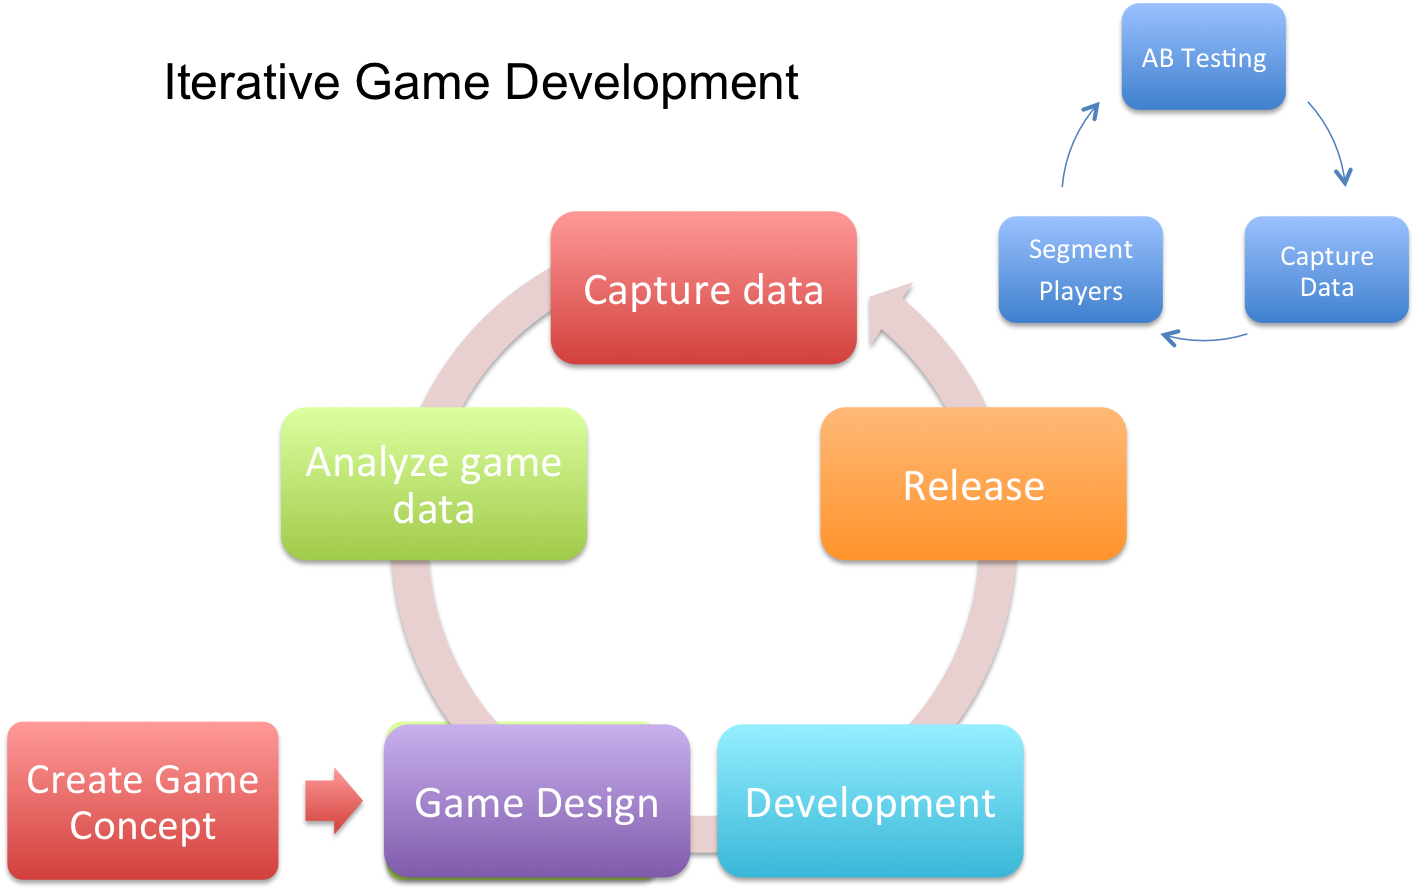 Iterative Game Development
AB Testing
Segment
Players
Capture
Data
Capture data
Analyze game
data
Release
Create Game
Concept
Game Design
Development